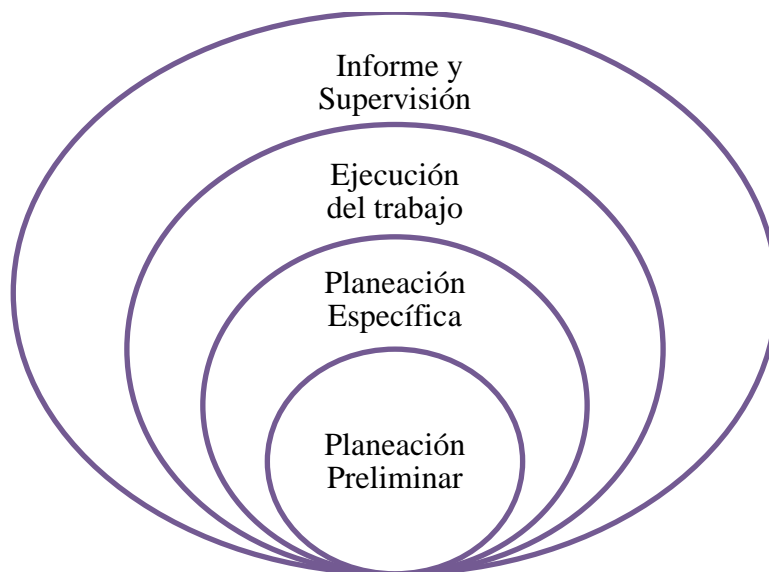 Informe y
Supervisión
Ejecución
del trabajo
Planeación
Específica
Planeación
Preliminar